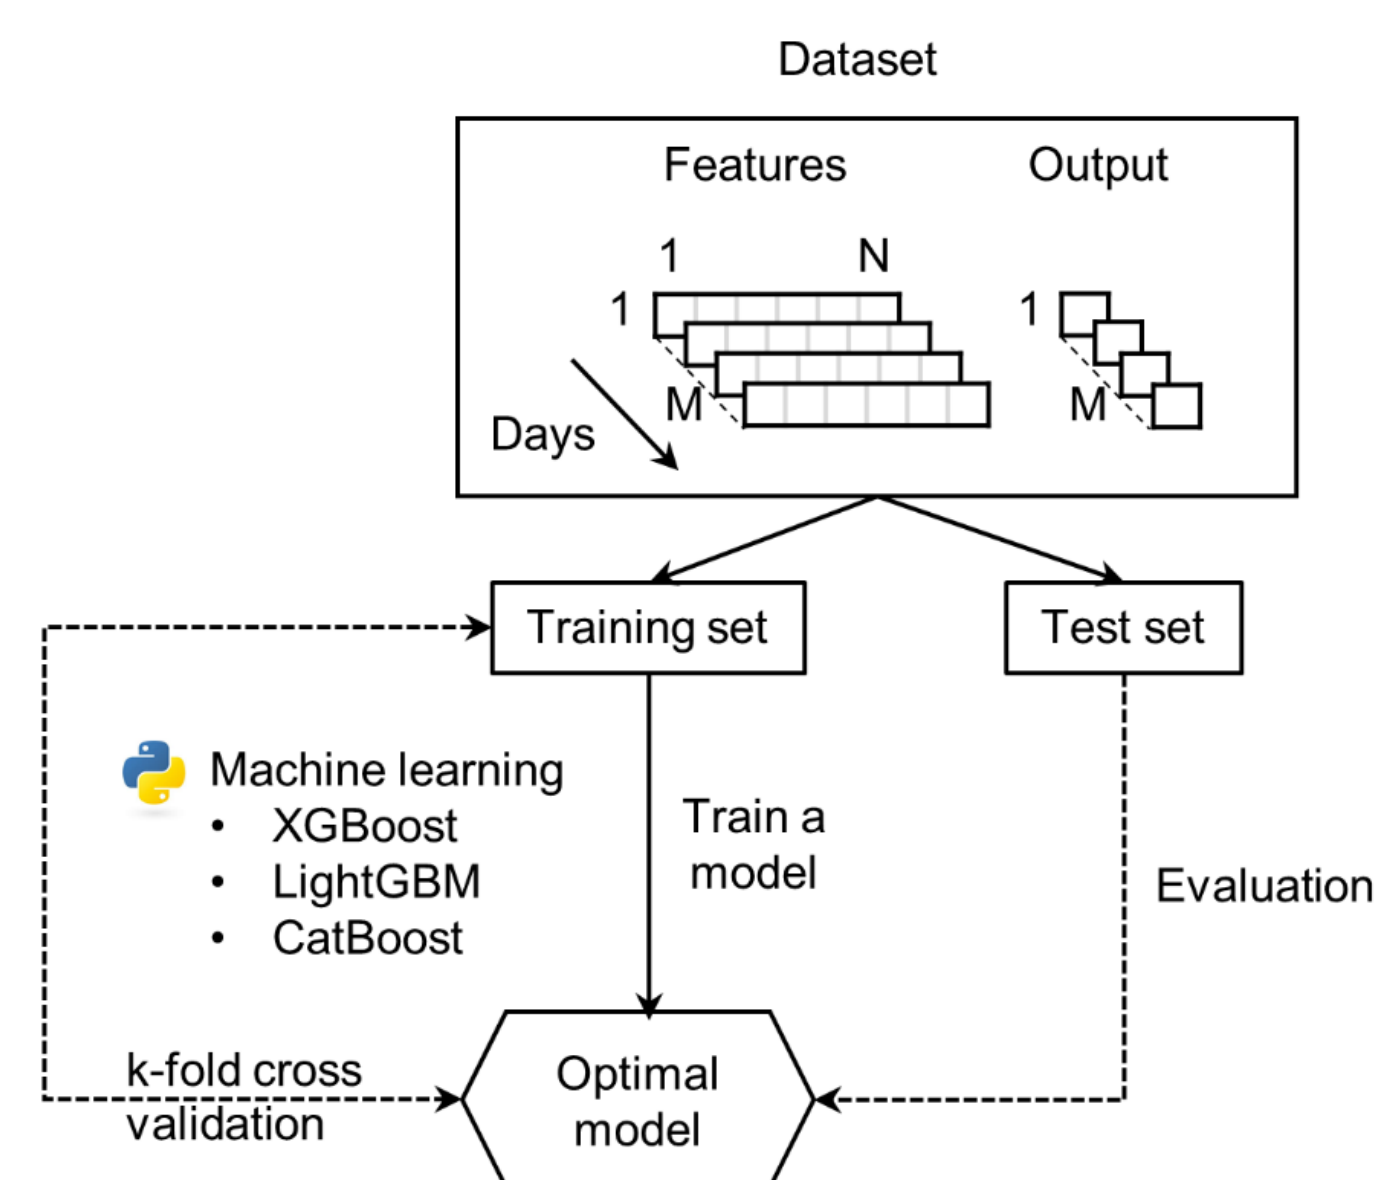 Dataset
Features Output
1 N
1 1
M M
Days
Training set Test set
Machine learning
• XGBoost
• LightGBM
• CatBoost
Train a
model
Evaluation
k-fold cross
validation
Optimal
model